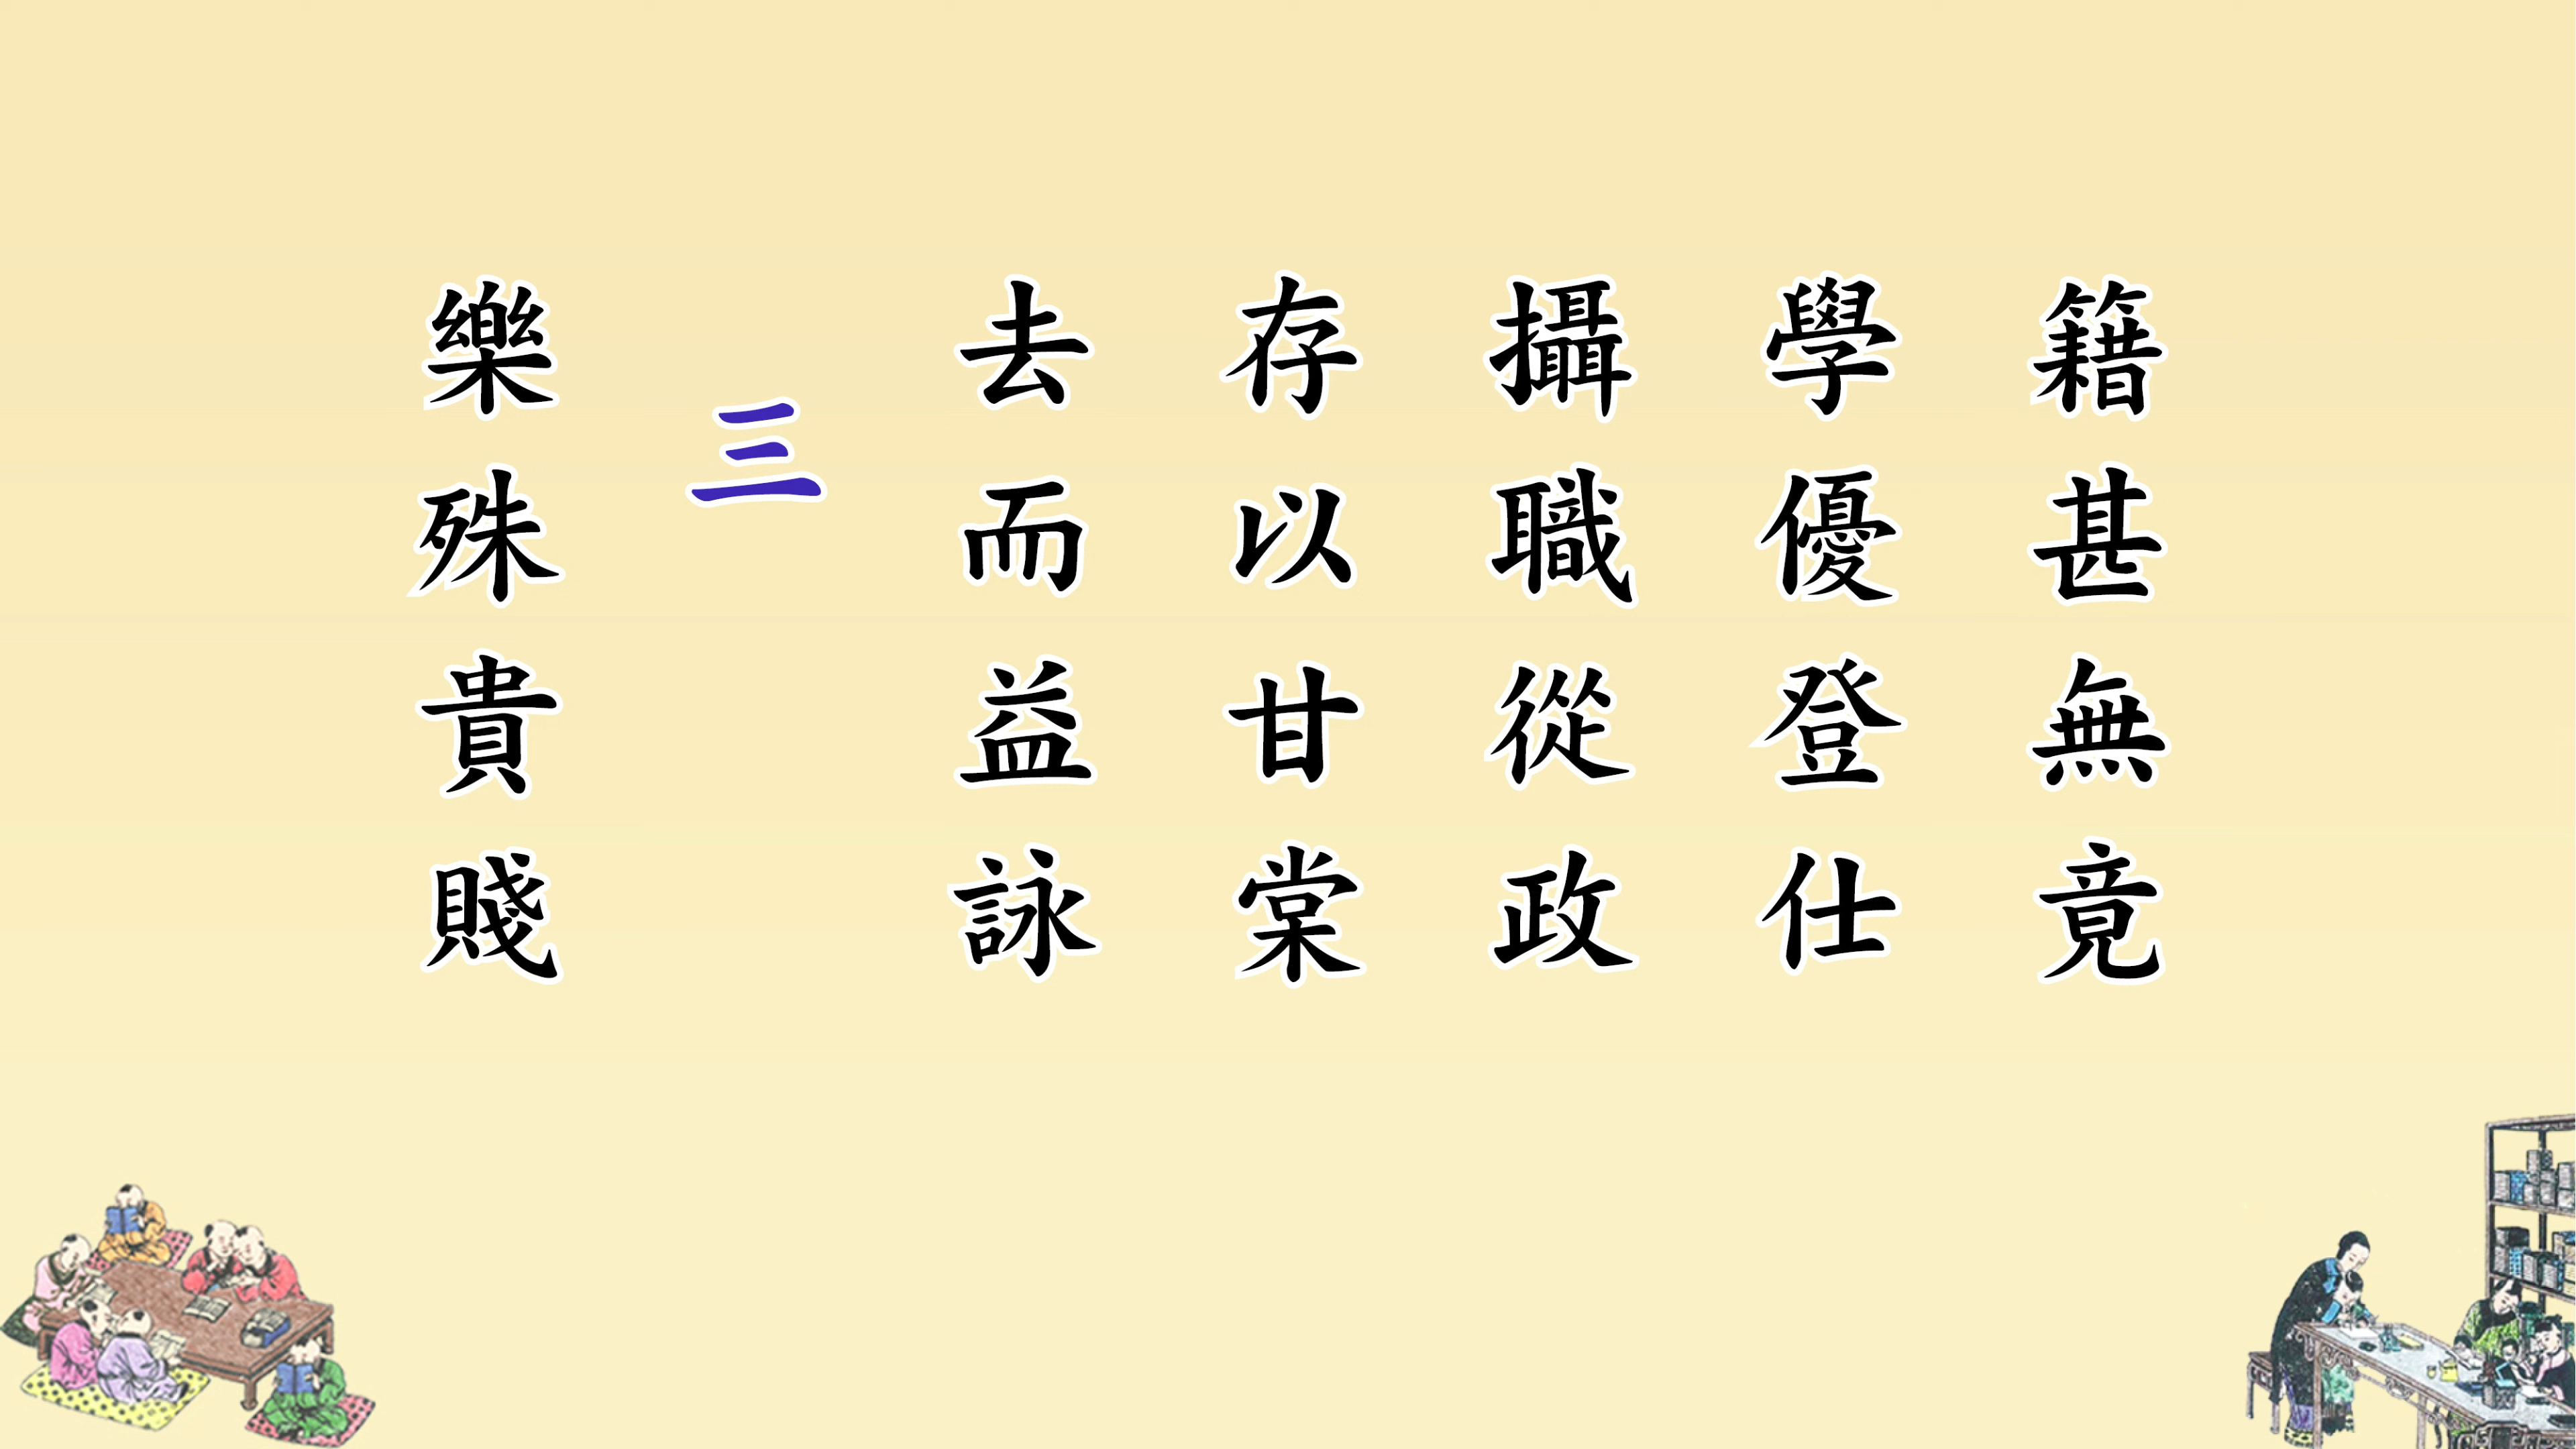 籍甚無竟
學優登仕
攝職從政
存以甘棠
去而益詠
三
樂殊貴賤